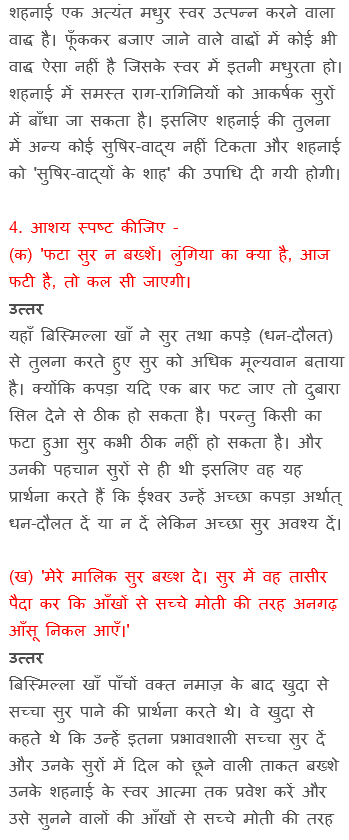 शहनाई एक अत्यंत मधुर स्वर उत्पन्न करने वाला
वाद्य है। फूँककर बजाए जाने वाले वाद्यों में कोई भी
वाद्य ऐसा नहीं है जिसके स्वर में इतनी मधुरता हो।
शहनाई में समस्त राग-रागिनियों को आकर्षक सुरों
में बाँधा जा सकता है। इसलिए शहनाई की तुलना
में अन्य कोई सुषिर-वाद्य नहीं टिकता और शहनाई
को 'सुषिर-वाद्यों के शाह' की उपाधि दी गयी होगी।
4. आशय स्पष्ट कीजिए -
(क) 'फटा सुर न बख्शें। लुंगिया का क्या है, आज
फटी है, तो कल सी जाएगी।
उत्तर
यहाँ बिस्मिल्ला खाँ ने सुर तथा कपड़े (धन-दौलत)
से तुलना करते हुए सुर को अधिक मूल्यवान बताया
है। क्योंकि कपड़ा यदि एक बार फट जाए तो दुबारा
सिल देने से ठीक हो सकता है। परन्तु किसी का
फटा हुआ सुर कभी ठीक नहीं हो सकता है। और
उनकी पहचान सुरों से ही थी इसलिए वह यह
प्रार्थना करते हैं कि ईश्वर उन्हें अच्छा कपड़ा अर्थात्
धन-दौलत दें या न दें लेकिन अच्छा सुर अवश्य दें।
(ख) 'मेरे मालिक सुर बख्श दे। सुर में वह तासीर
पैदा कर कि आँखों से सच्चे मोती की तरह अनगढ़
आँसू निकल आएँ।'
उत्तर
बिस्मिल्ला खाँ पाँचों वक्त नमाज़ के बाद खुदा से
सच्चा सुर पाने की प्रार्थना करते थे। वे खुदा से
कहते थे कि उन्हें इतना प्रभावशाली सच्चा सुर दें
और उनके सुरों में दिल को छूने वाली ताकत बख्शे
उनके शहनाई के स्वर आत्मा तक प्रवेश करें और
उसे सुनने वालों की आँखों से सच्चे मोती की तरह